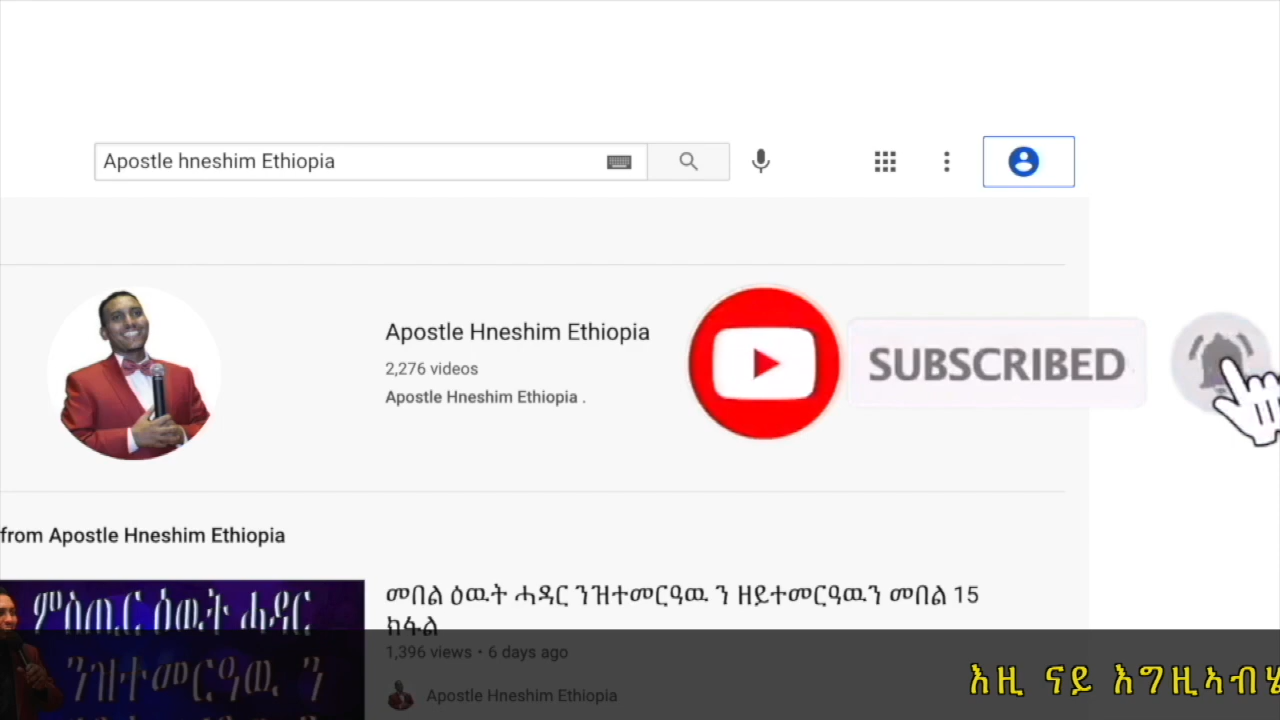 Apostle hneshim Ethiopia
Apostle Hneshim Ethiopia
2,276 videos
Apostle Hneshim Ethiopia .
SUBSCRIBED
from Apostle Hneshim Ethiopia
መበል ዕዉት ሓዳር ንዝተመርዓዉ ን ዘይተመርዓዉን መበል 15
ክፋል
1,396 views • 6 days ago
Apostle Hneshim Ethiopia
ምስጢር ዕዉት ሓዳር
ንዝተመርዓዉ ን
እዚ ናይ